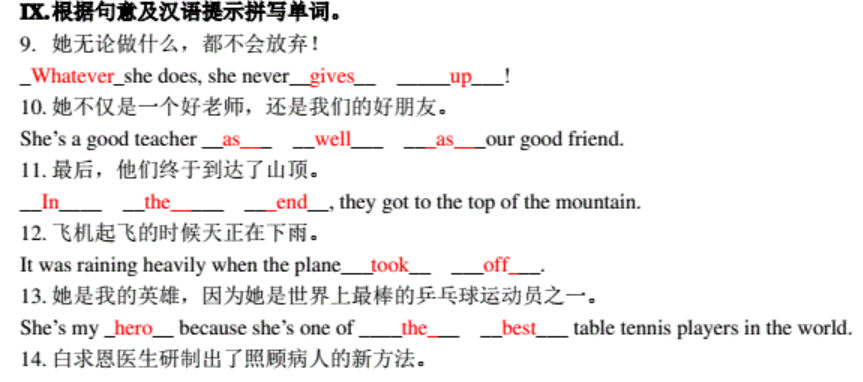 IX.根据句意及汉语提示拼写单词。
9. 她无论做什么，都不会放弃！
_Whatever_she does, she never__gives__ _____up___!
10. 她不仅是一个好老师，还是我们的好朋友。
She's a good teacher __as___ __well___ ___as___our good friend.
11. 最后，他们终于到达了山顶。
__In____ __the_____ ___end__, they got to the top of the mountain.
12. 飞机起飞的时候天正在下雨。
It was raining heavily when the plane___took__ ___off___.
13. 她是我的英雄，因为她是世界上最棒的乒乓球运动员之一。
She's my _hero__ because she's one of ____the___ __best___ table tennis players in the world.
14. 白求恩医生研制出了照顾病人的新方法。